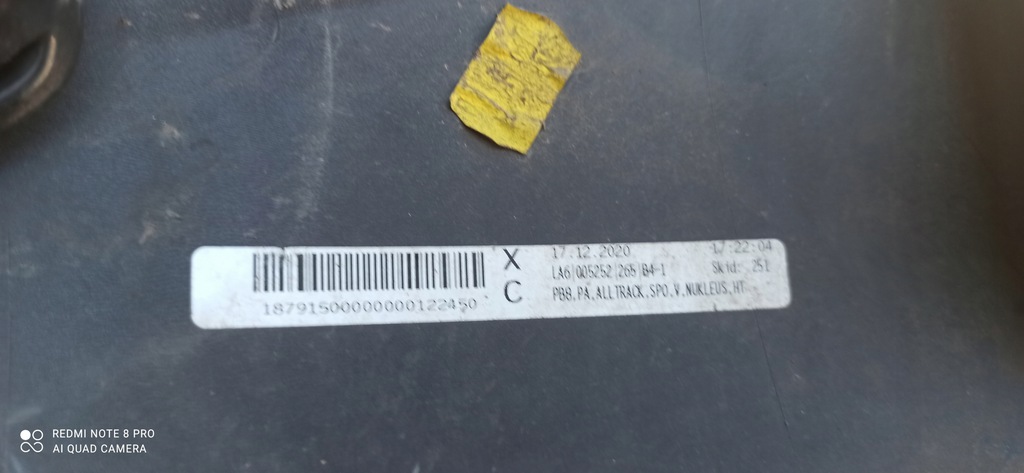 X
C
17.12.2020 17:22:04
LA6|005252|265|B4-1 Skid: 251
PB8.PA.ALLTRACK.SPO.V.NUKLEUS.HT
18791500000000122450
REDMI NOTE 8 PRO
AI QUAD CAMERA